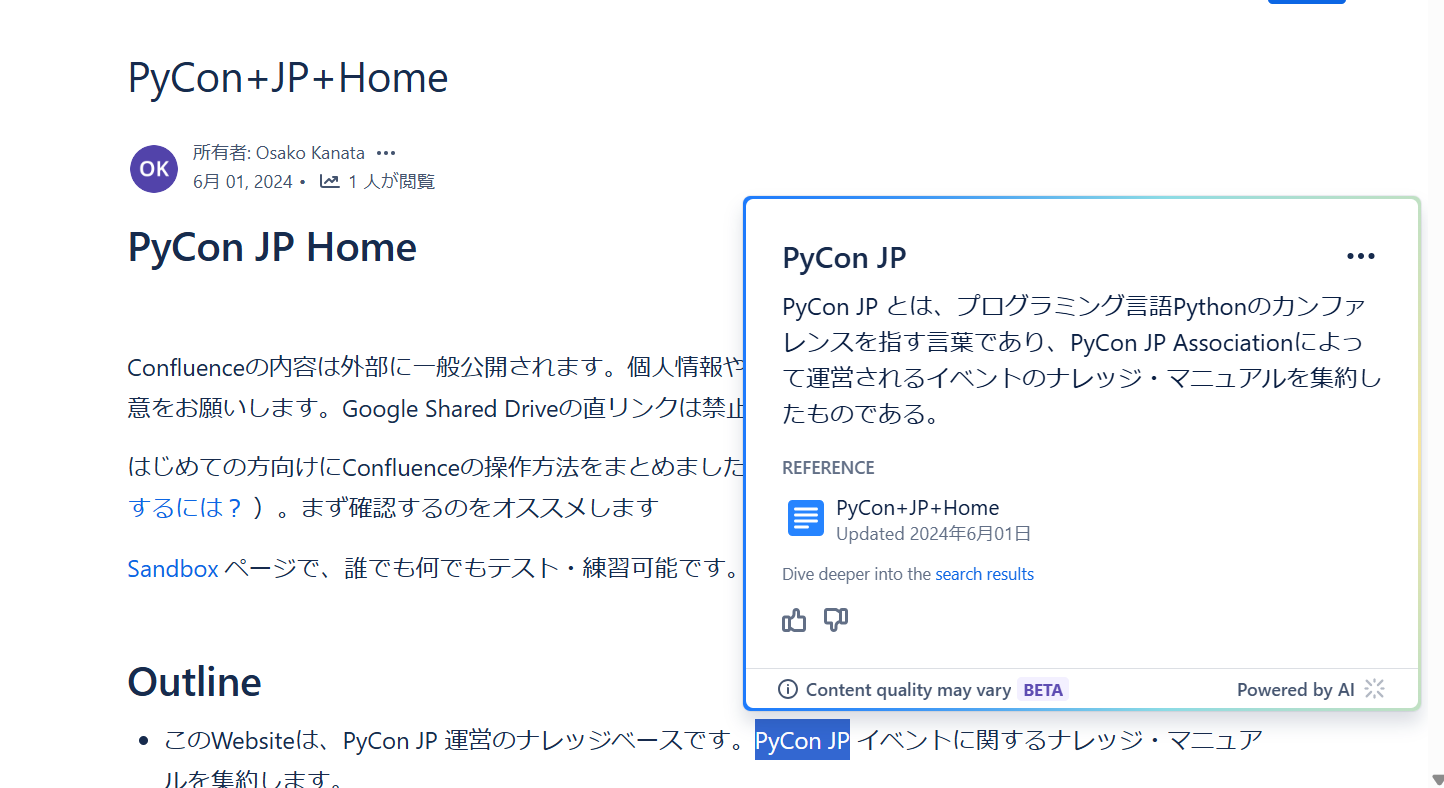 PyCon+JP+Home
OK
所有者: Osako Kanata •••
6月 01, 2024 • 1 人が閲覧
PyCon JP Home
Confluenceの内容は外部に一般公開されます。個人情報や
意をお願いします。Google Shared Driveの直リンクは禁止
はじめての方向けにConfluenceの操作方法をまとめました
するには？ ）。まず確認するのをオススメします
Sandbox ページで、誰でも何でもテスト・練習可能です。
Outline
• このWebsiteは、PyCon JP 運営のナレッジベースです。PyCon JP イベントに関するナレッジ・マニュア
ルを集約します。
PyCon JP •••
PyCon JP とは、プログラミング言語Pythonのカンファ
レンスを指す言葉であり、PyCon JP Associationによっ
て運営されるイベントのナレッジ・マニュアルを集約し
たものである。
REFERENCE
PyCon+JP+Home
Updated 2024年6月01日
Dive deeper into the search results
Content quality may vary BETA
Powered by AI